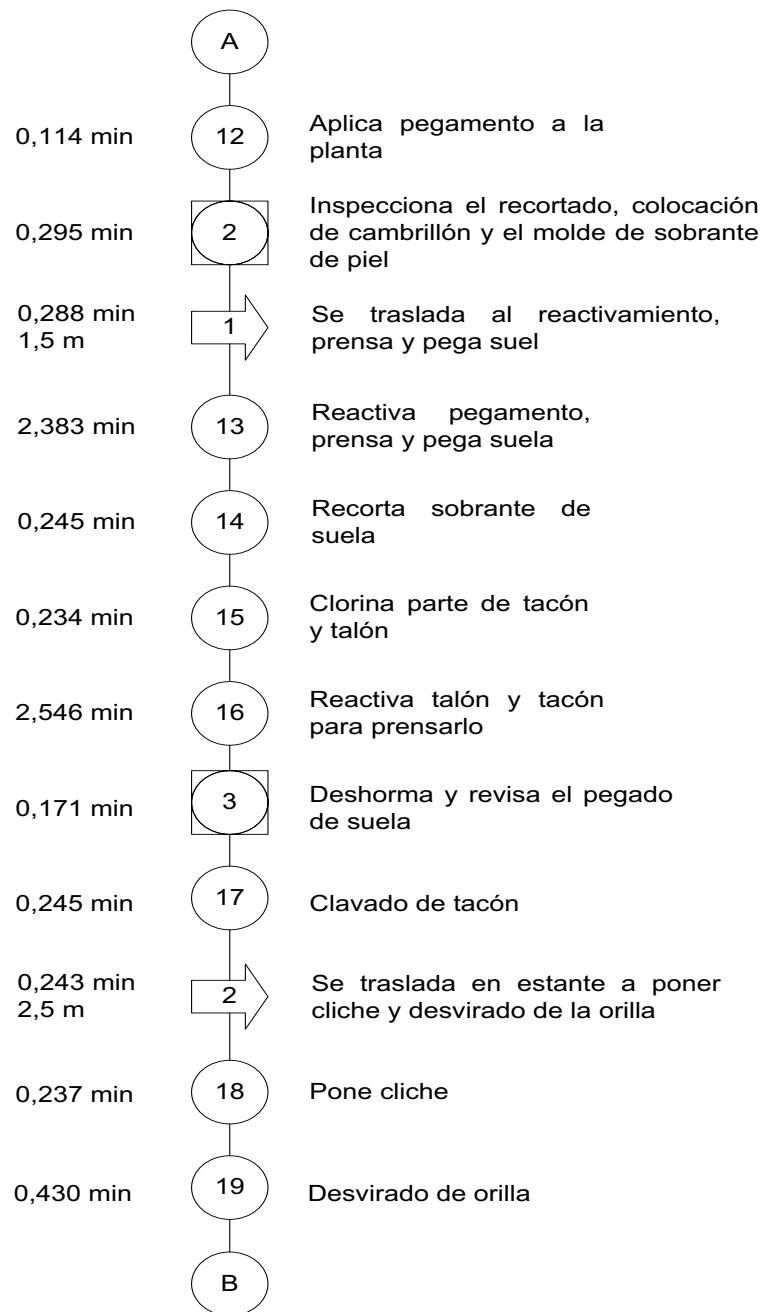 A
0,114 min
12
Aplica pegamento a la
planta
0,295 min
2
Inspecciona el recortado, colocación
de cambrillón y el molde de sobrante
de piel
0,288 min
1,5 m
1
Se traslada al reactivamiento,
prensa y pega suel
2,383 min
13
Reactiva pegamento,
prensa y pega suela
0,245 min
14
Recorta sobrante de
suela
0,234 min
15
Clorina parte de tacón
y talón
2,546 min
16
Reactiva talón y tacón
para prensarlo
0,171 min
3
Deshorma y revisa el pegado
de suela
0,245 min
17
Clavado de tacón
0,243 min
2,5 m
2
Se traslada en estante a poner
cliche y desvirado de la orilla
0,237 min
18
Pone cliche
0,430 min
19
Desvirado de orilla
B